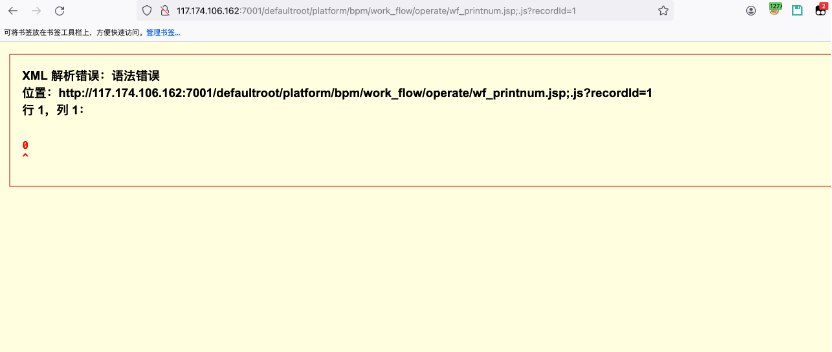 117.174.106.162:7001/defaultroot/platform/bpm/work_flow/operate/wf_printnum.jsp;.js?recordId=1
127
2
可将书签放在书签工具栏上，方便快速访问。管理书签...
XML 解析错误：语法错误
位置：http://117.174.106.162:7001/defaultroot/platform/bpm/work_flow/operate/wf_printnum.jsp;.js?recordId=1
行 1，列 1：
0
^